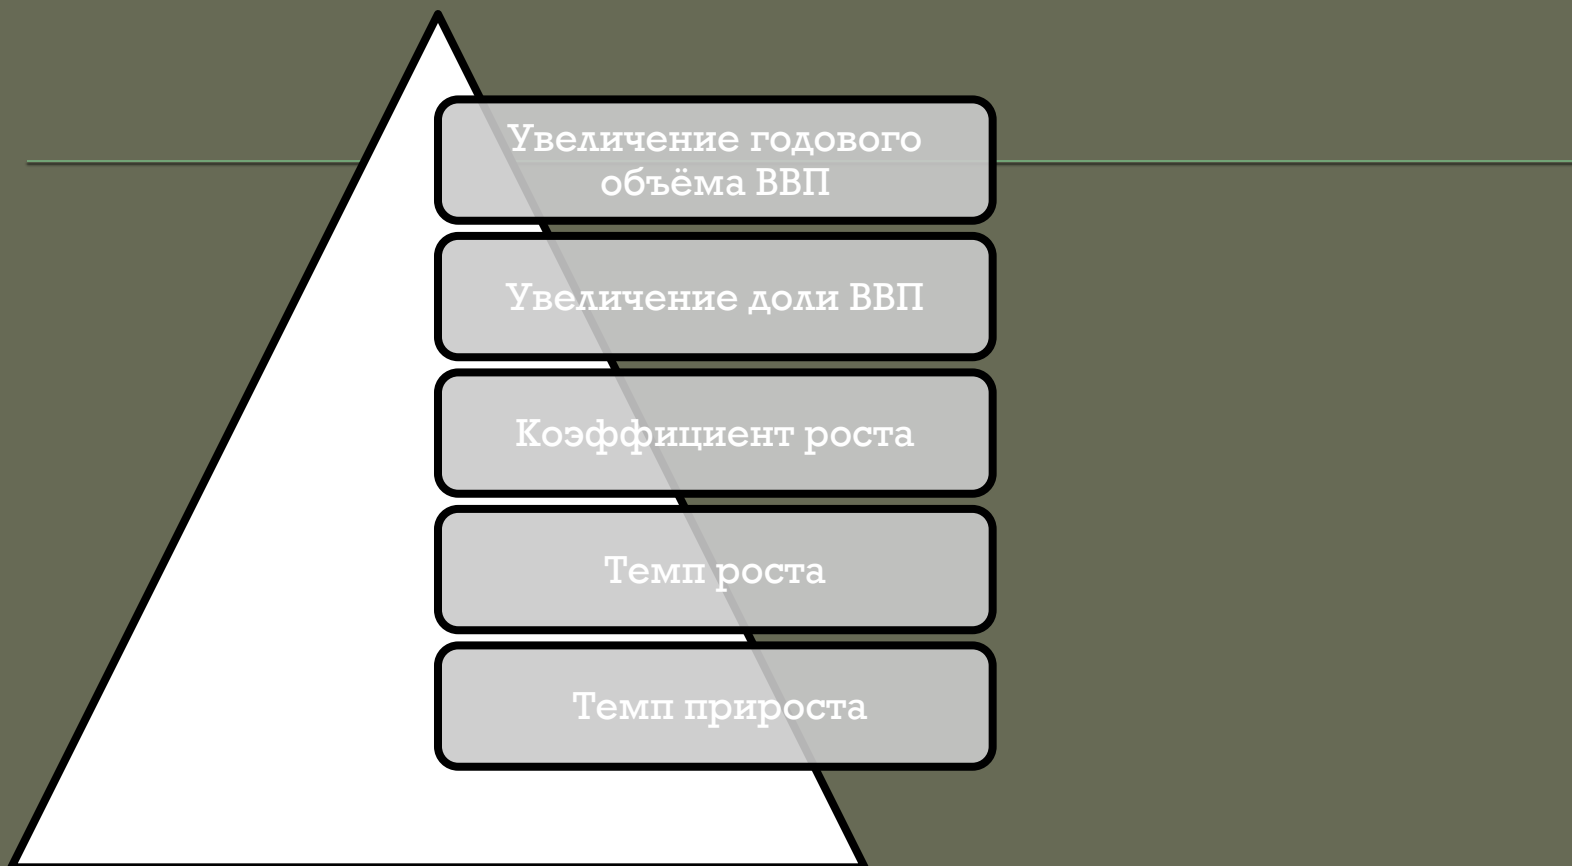 Увеличение годового
объёма ВВП
Увеличение доли ВВП
Коэффициент роста
Темп роста
Темп прироста